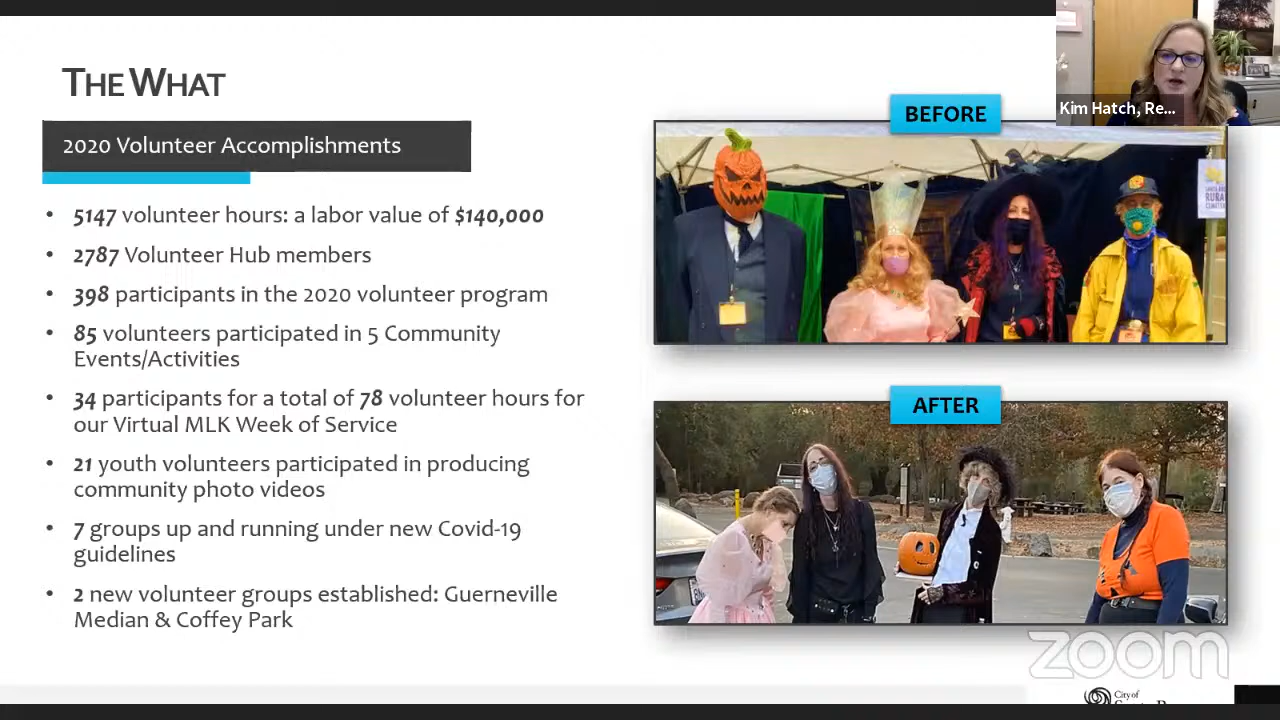 THE WHAT
2020 Volunteer Accomplishments
• 5147 volunteer hours: a labor value of $140,000
• 2787 Volunteer Hub members
• 398 participants in the 2020 volunteer program
• 85 volunteers participated in 5 Community
Events/Activities
• 34 participants for a total of 78 volunteer hours for
our Virtual MLK Week of Service
• 21 youth volunteers participated in producing
community photo videos
• 7 groups up and running under new Covid-19
guidelines
• 2 new volunteer groups established: Guerneville
Median & Coffey Park
BEFORE
Kim Hatch, Re...
RURAL
AFTER
zoom
City of